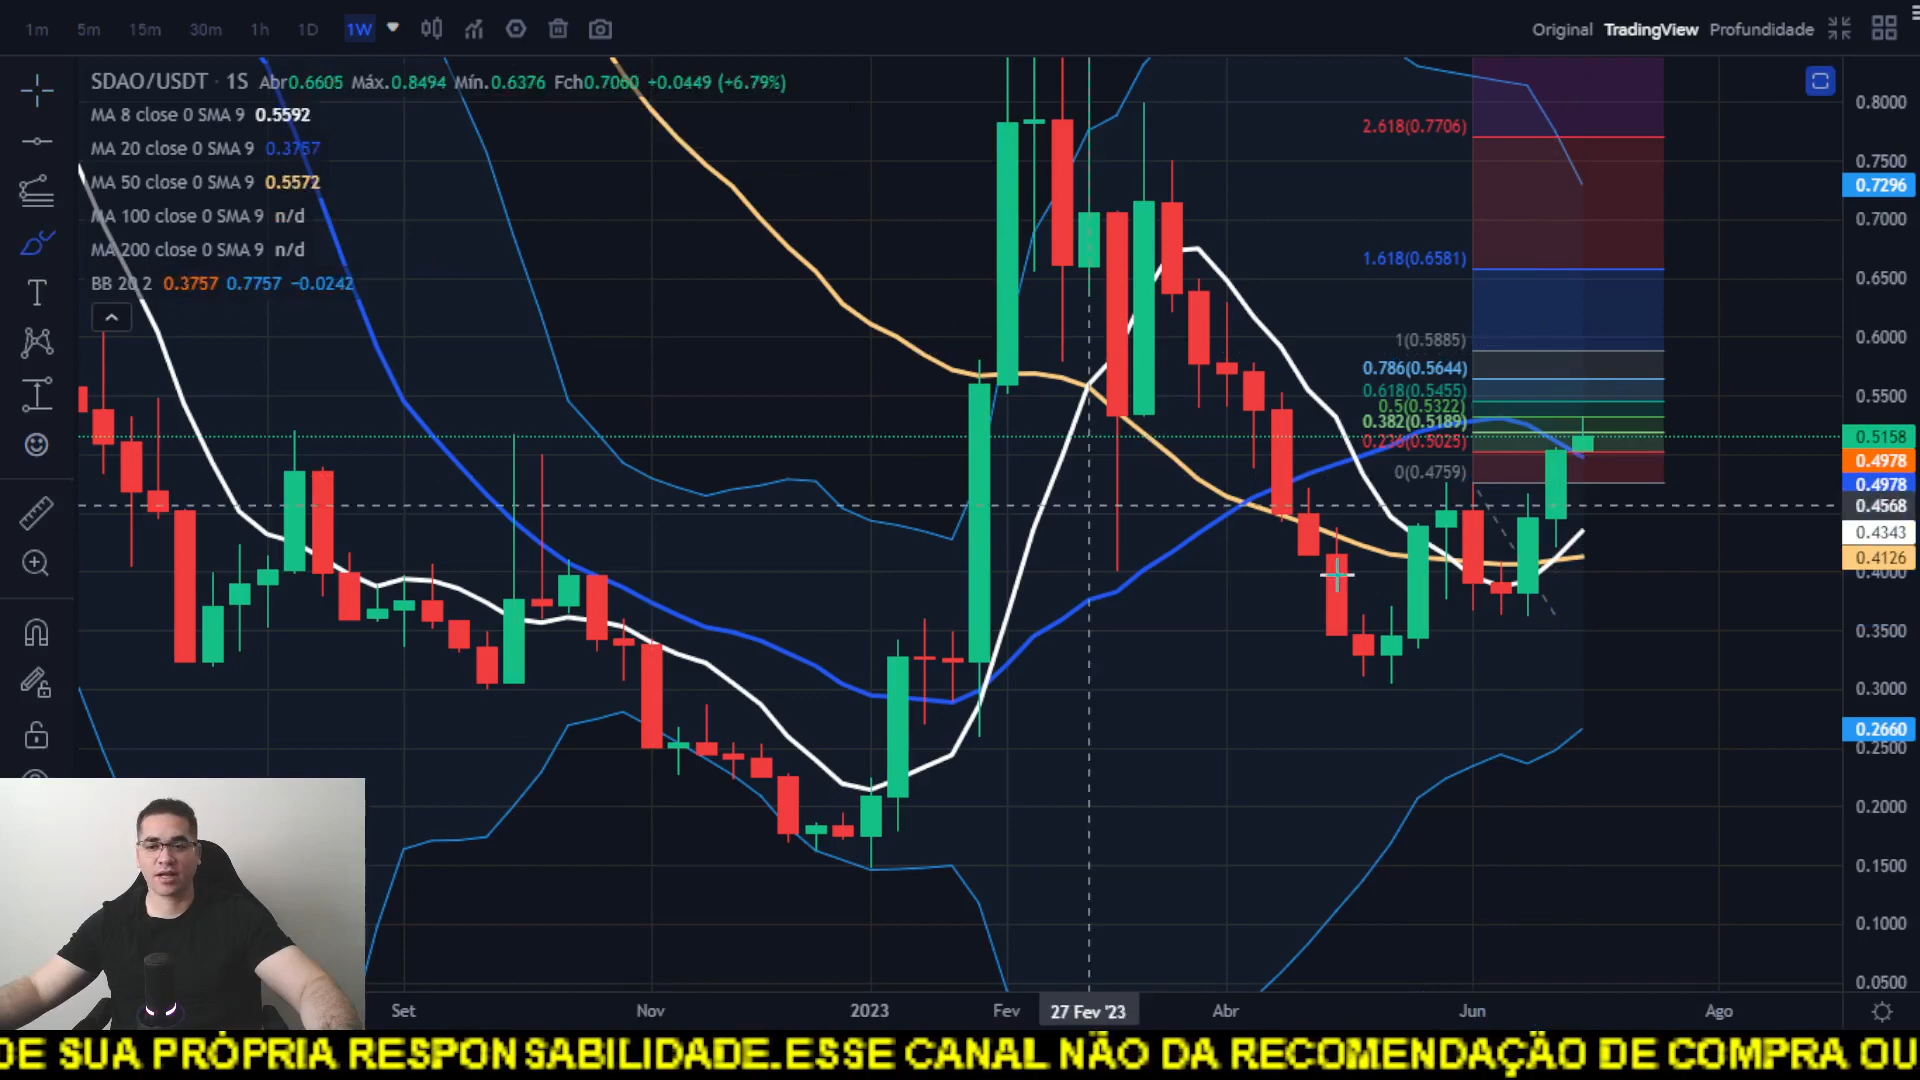 1m 5m 15m 30m 1h 1D 1W
Original TradingView Profundidade
SDAO/USDT · 1S Abr0.6605 Máx.0.8494 Mín.0.6376 Fch0.7060 +0.0449 (+6.79%)
MA 8 close 0 SMA 9 0.5592
MA 20 close 0 SMA 9 0.3757
MA 50 close 0 SMA 9 0.5572
MA 100 close 0 SMA 9 n/d
MA 200 close 0 SMA 9 n/d
BB 20 2 0.3757 0.7757 −0.0242
2.618(0.7706)
1.618(0.6581)
1(0.5885)
0.786(0.5644)
0.618(0.5455)
0.5(0.5322)
0.382(0.5189)
0.236(0.5025)
0(0.4759)
0.8000
0.7500
0.7296
0.7000
0.6500
0.6000
0.5500
0.5158
0.4978
0.4978
0.4568
0.4343
0.4126
0.4000
0.3500
0.3000
0.2660
0.2500
0.2000
0.1500
0.1000
0.0500
Set Nov 2023 Fev 27 Fev '23 Abr Jun Ago
DE SUA PRÓPRIA RESPONSABILIDADE.ESSE CANAL NÃO DA RECOMENDAÇÃO DE COMPRA OU